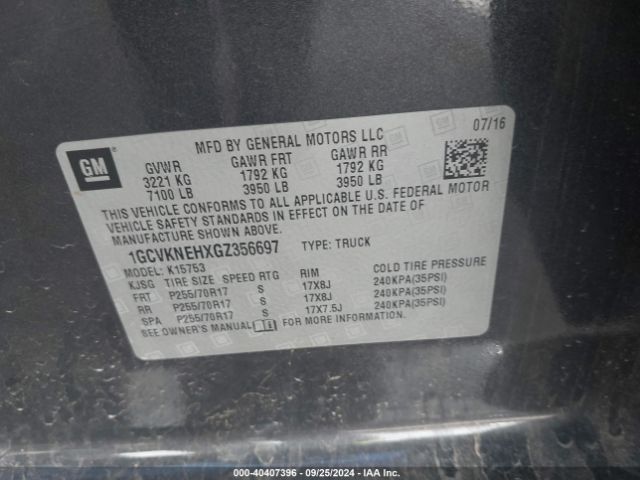 GM
MFD BY GENERAL MOTORS LLC
07/16
GVWR GAWR FRT GAWR RR
3221 KG 1792 KG 1792 KG
7100 LB 3950 LB 3950 LB
THIS VEHICLE CONFORMS TO ALL APPLICABLE U.S. FEDERAL MOTOR
VEHICLE SAFETY STANDARDS IN EFFECT ON THE DATE OF
MANUFACTURE SHOWN ABOVE.
1GCVKNEHXGZ356697 TYPE: TRUCK
MODEL: K15753
KJSG TIRE SIZE SPEED RTG RIM COLD TIRE PRESSURE
FRT P255/70R17 S 17X8J 240KPA(35PSI)
RR P255/70R17 S 17X8J 240KPA(35PSI)
SPA P255/70R17 S 17X7.5J 240KPA(35PSI)
SEE OWNER'S MANUAL FOR MORE INFORMATION.
000-40407396 - 09/25/2024 - IAA Inc.